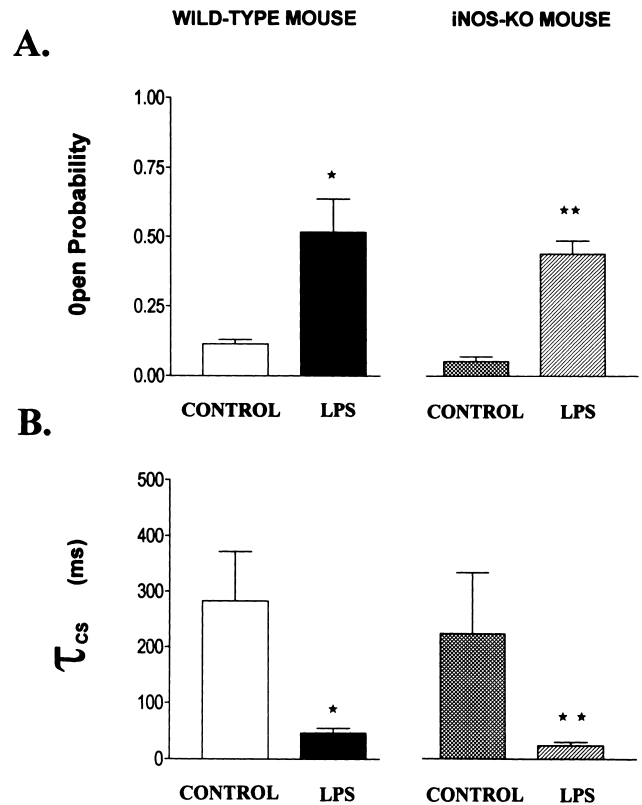 WILD-TYPE MOUSE iNOS-KO MOUSE
A.
1.00
0.75
0.50
0.25
0.00
0pen Probability
*
**
CONTROL LPS CONTROL LPS
B.
500
400
300
200
100
0
τcs (ms)
*
* *
CONTROL LPS CONTROL LPS